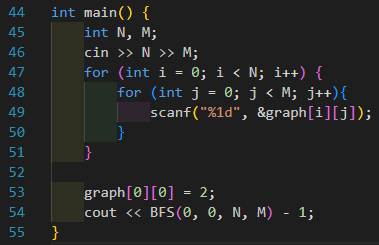 44 int main() {
45     int N, M;
46     cin >> N >> M;
47     for (int i = 0; i < N; i++) {
48         for (int j = 0; j < M; j++){
49             scanf("%1d", &graph[i][j]);
50         }
51     }
52
53     graph[0][0] = 2;
54     cout << BFS(0, 0, N, M) - 1;
55 }